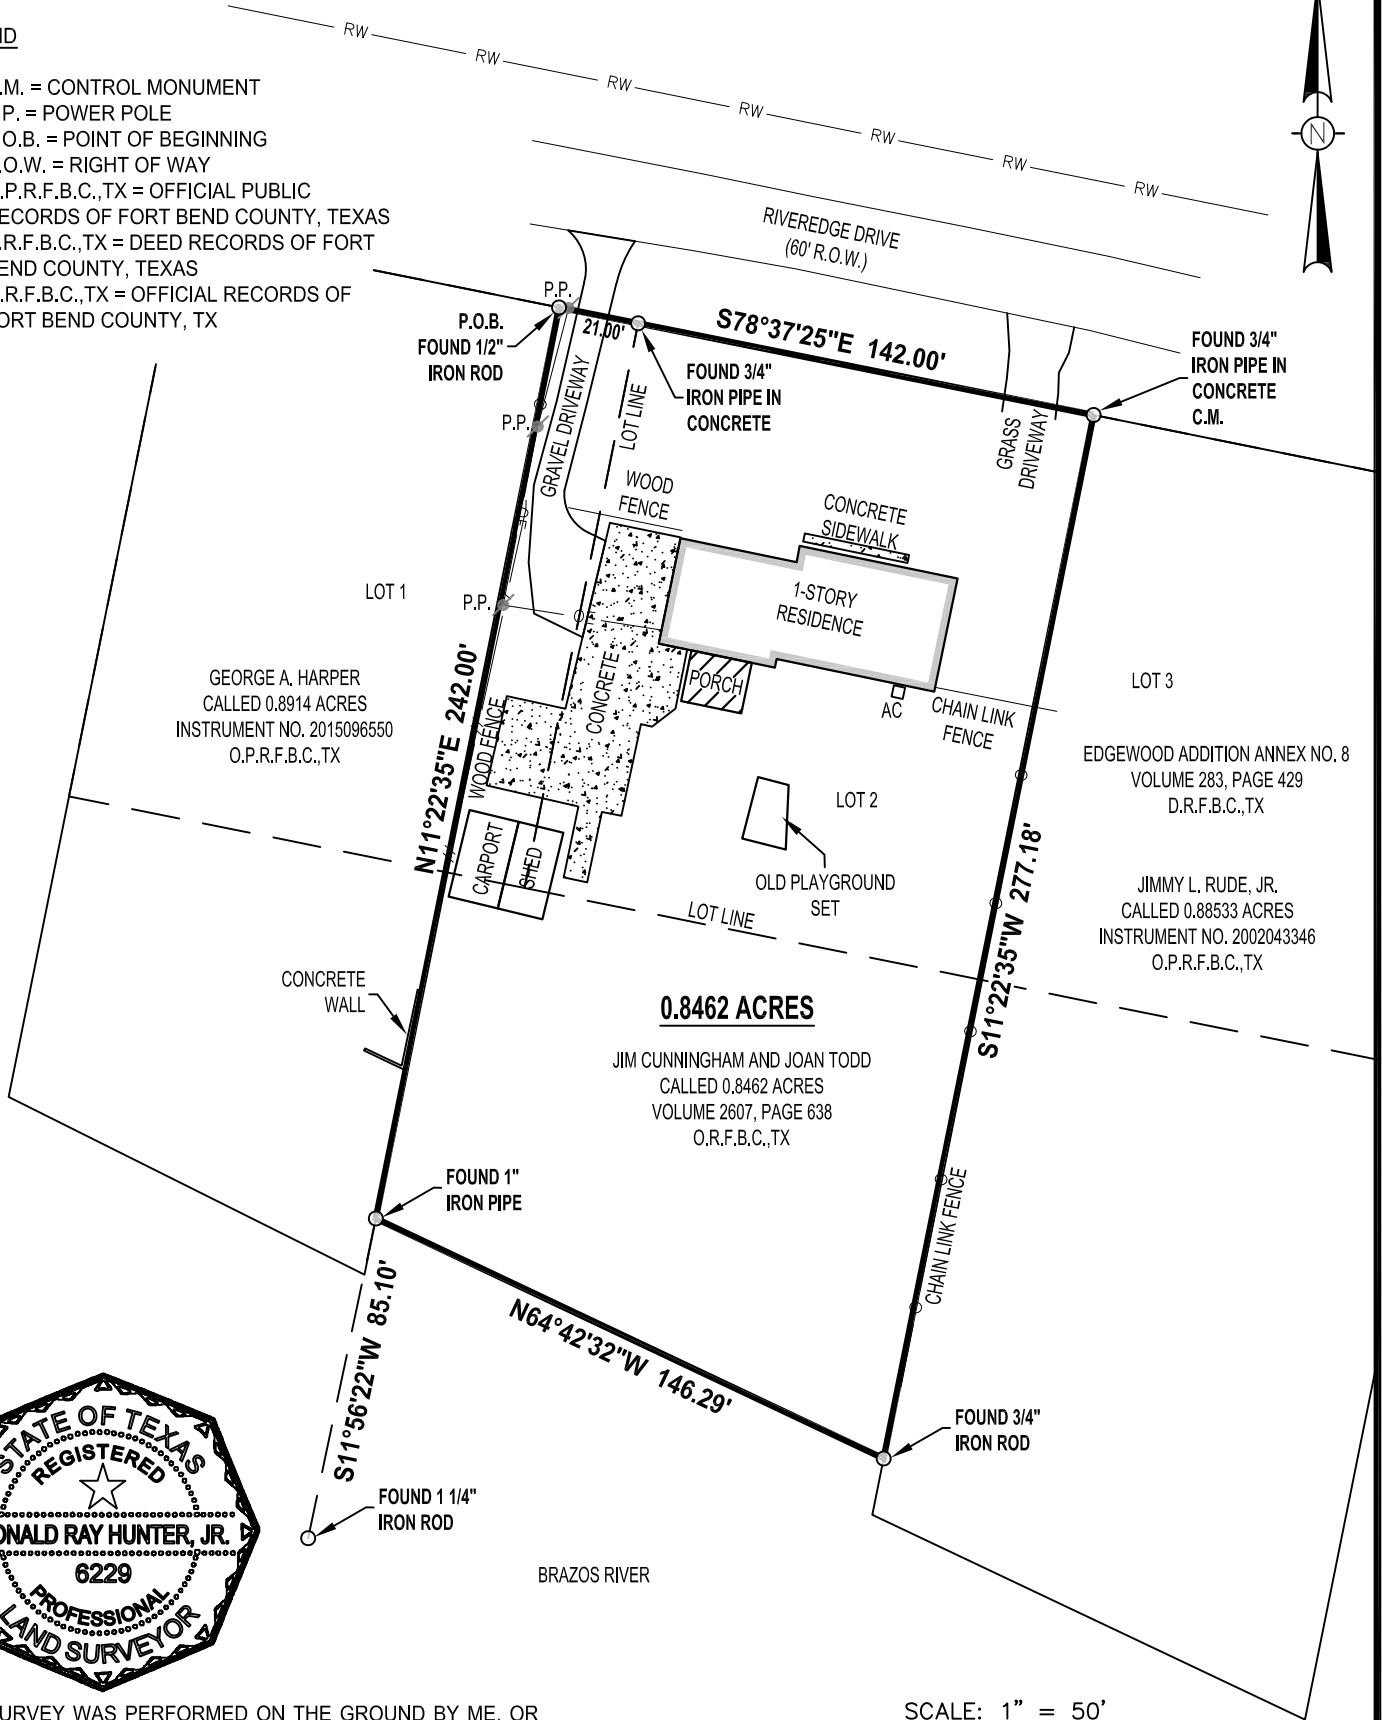 ND
.M. = CONTROL MONUMENT
P. = POWER POLE
O.B. = POINT OF BEGINNING
.O.W. = RIGHT OF WAY
.P.R.F.B.C.,TX = OFFICIAL PUBLIC
ECORDS OF FORT BEND COUNTY, TEXAS
.R.F.B.C.,TX = DEED RECORDS OF FORT
END COUNTY, TEXAS
.R.F.B.C.,TX = OFFICIAL RECORDS OF
ORT BEND COUNTY, TX
RW
RW
RW
RW
RW
RW
RW
N
RIVEREDGE DRIVE
(60' R.O.W.)
P.P.
P.O.B.
FOUND 1/2"
IRON ROD
21.00'
S78°37'25"E 142.00'
FOUND 3/4"
IRON PIPE IN
CONCRETE
FOUND 3/4"
IRON PIPE IN
CONCRETE
C.M.
P.P.
GRAVEL DRIVEWAY
LOT LINE
GRASS
DRIVEWAY
WOOD
FENCE
CONCRETE
SIDEWALK
OE
LOT 1
P.P.
1-STORY
RESIDENCE
GEORGE A. HARPER
CALLED 0.8914 ACRES
INSTRUMENT NO. 2015096550
O.P.R.F.B.C.,TX
N11°22'35"E 242.00'
WOOD FENCE
CONCRETE
PORCH
AC
CHAIN LINK
FENCE
LOT 3
EDGEWOOD ADDITION ANNEX NO. 8
VOLUME 283, PAGE 429
D.R.F.B.C.,TX
LOT 2
CARPORT
SHED
OLD PLAYGROUND
SET
S11°22'35"W 277.18'
JIMMY L. RUDE, JR.
CALLED 0.88533 ACRES
INSTRUMENT NO. 2002043346
O.P.R.F.B.C.,TX
LOT LINE
CONCRETE
WALL
0.8462 ACRES
JIM CUNNINGHAM AND JOAN TODD
CALLED 0.8462 ACRES
VOLUME 2607, PAGE 638
O.R.F.B.C.,TX
FOUND 1"
IRON PIPE
CHAIN LINK FENCE
S11°56'22"W 85.10'
N64°42'32"W 146.29'
FOUND 3/4"
IRON ROD
STATE OF TEXAS
REGISTERED
ONALD RAY HUNTER, JR.
6229
PROFESSIONAL
LAND SURVEYOR
FOUND 1 1/4"
IRON ROD
BRAZOS RIVER
URVEY WAS PERFORMED ON THE GROUND BY ME, OR
SCALE: 1" = 50'